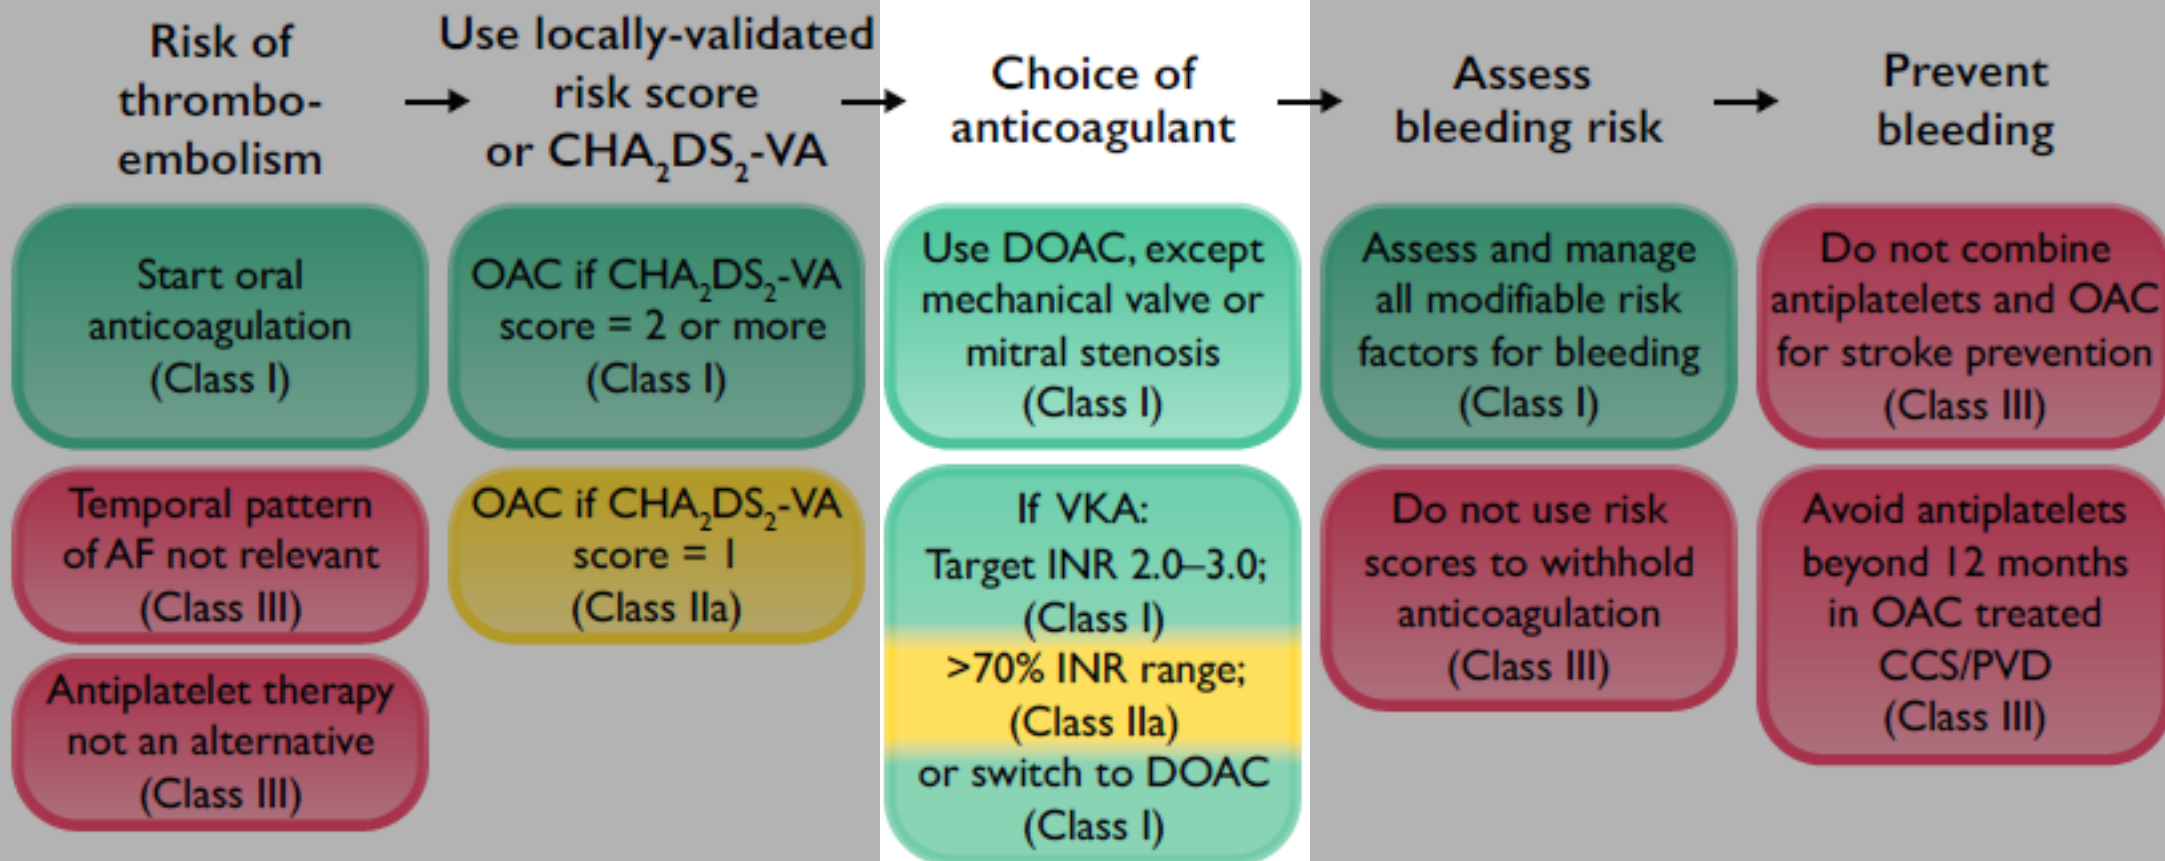 Risk of
thrombo-
embolism
Use locally-validated
risk score
or CHA₂DS₂-VA
Choice of
anticoagulant
Assess
bleeding risk
Prevent
bleeding
Start oral
anticoagulation
(Class I)
Temporal pattern
of AF not relevant
(Class III)
Antiplatelet therapy
not an alternative
(Class III)
OAC if CHA₂DS₂-VA
score = 2 or more
(Class I)
OAC if CHA₂DS₂-VA
score = 1
(Class IIa)
Use DOAC, except
mechanical valve or
mitral stenosis
(Class I)
If VKA:
Target INR 2.0–3.0;
(Class I)
>70% INR range;
(Class IIa)
or switch to DOAC
(Class I)
Assess and manage
all modifiable risk
factors for bleeding
(Class I)
Do not use risk
scores to withhold
anticoagulation
(Class III)
Do not combine
antiplatelets and OAC
for stroke prevention
(Class III)
Avoid antiplatelets
beyond 12 months
in OAC treated
CCS/PVD
(Class III)